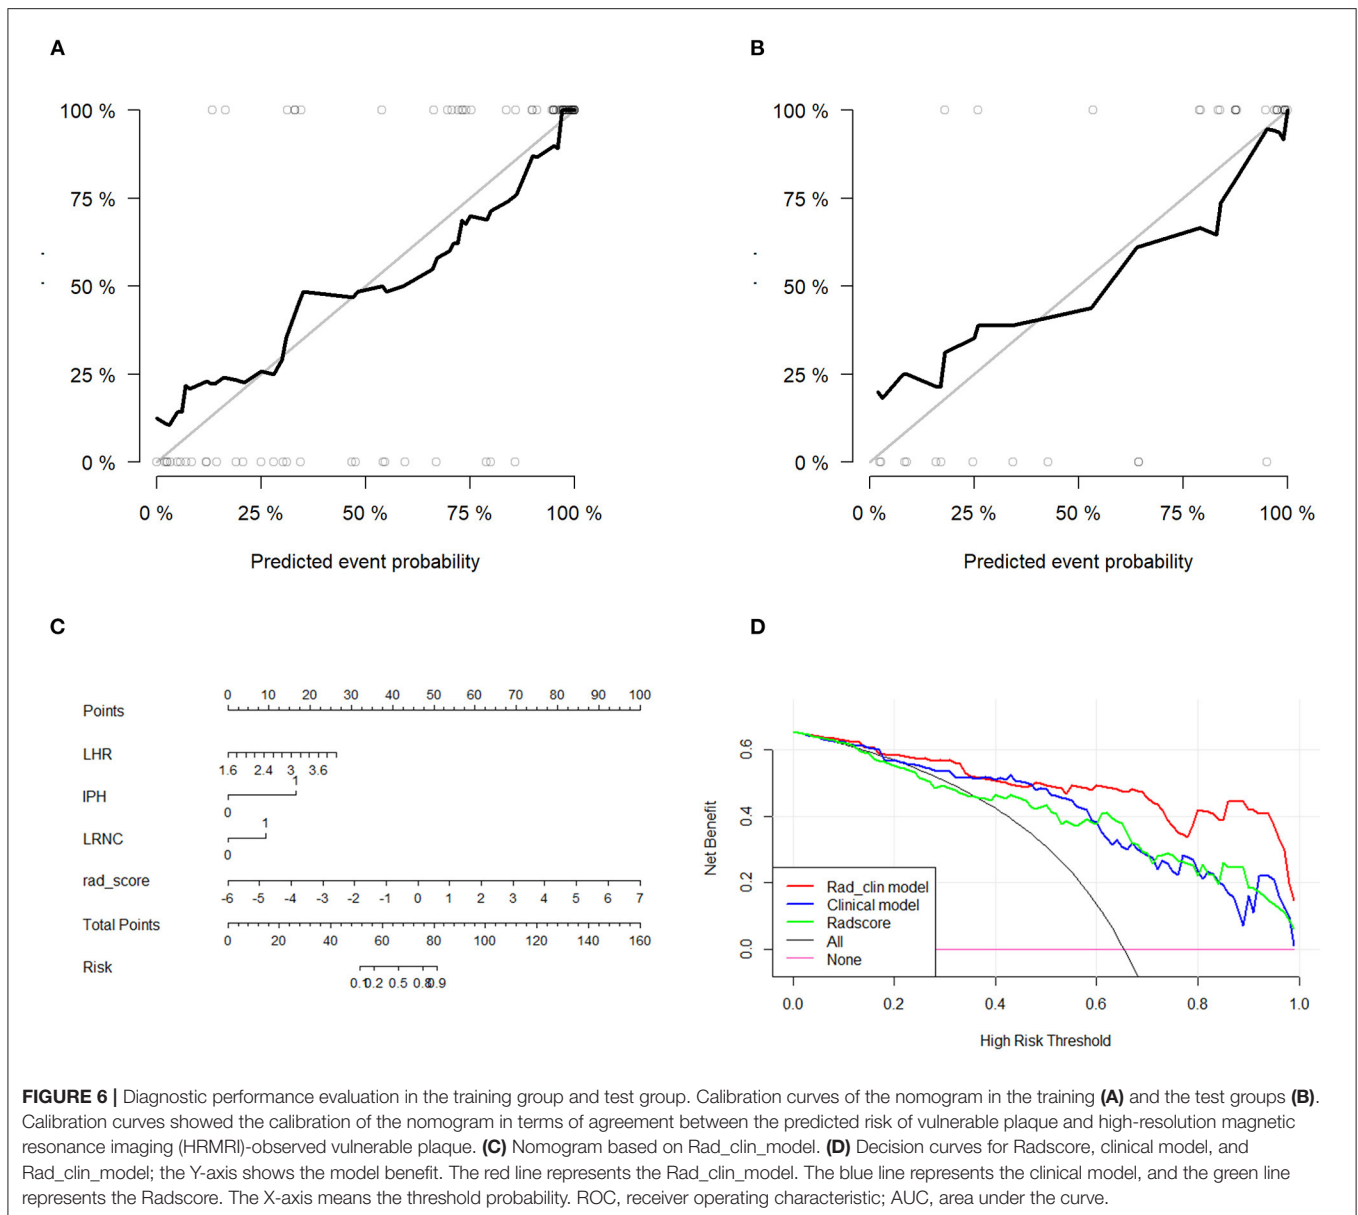 A
B
100 %
75 %
50 %
25 %
0 %
0 %
25 %
50 %
75 %
100 %
Predicted event probability
100 %
75 %
50 %
25 %
0 %
0 %
25 %
50 %
75 %
100 %
Predicted event probability
C
D
0 10 20 30 40 50 60 70 80 90 100
Points
LHR
1.6 2.4 3 3.6
1
IPH
0
1
LRNC
0
rad_score
-6 -5 -4 -3 -2 -1 0 1 2 3 4 5 6 7
Total Points
0 20 40 60 80 100 120 140 160
Risk
0.1 0.2 0.5 0.8 0.9
Net Benefit
0.6
0.4
0.2
0.0
Rad_clin model
Clinical model
Radscore
All
None
0.0 0.2 0.4 0.6 0.8 1.0
High Risk Threshold
FIGURE 6 | Diagnostic performance evaluation in the training group and test group. Calibration curves of the nomogram in the training (A) and the test groups (B).
Calibration curves showed the calibration of the nomogram in terms of agreement between the predicted risk of vulnerable plaque and high-resolution magnetic
resonance imaging (HRMRI)-observed vulnerable plaque. (C) Nomogram based on Rad_clin_model. (D) Decision curves for Radscore, clinical model, and
Rad_clin_model; the Y-axis shows the model benefit. The red line represents the Rad_clin_model. The blue line represents the clinical model, and the green line
represents the Radscore. The X-axis means the threshold probability. ROC, receiver operating characteristic; AUC, area under the curve.